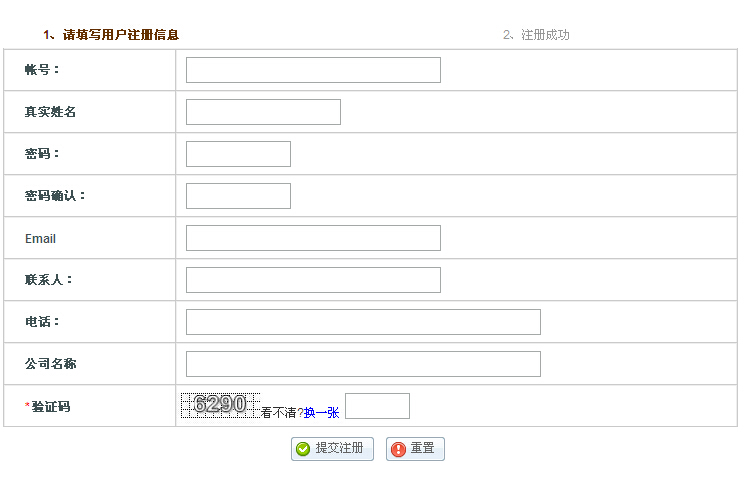 1、请填写用户注册信息 2、注册成功
帐号：
真实姓名
密码：
密码确认：
Email
联系人：
电话：
公司名称
*验证码 6290 看不清?换一张
提交注册 重置